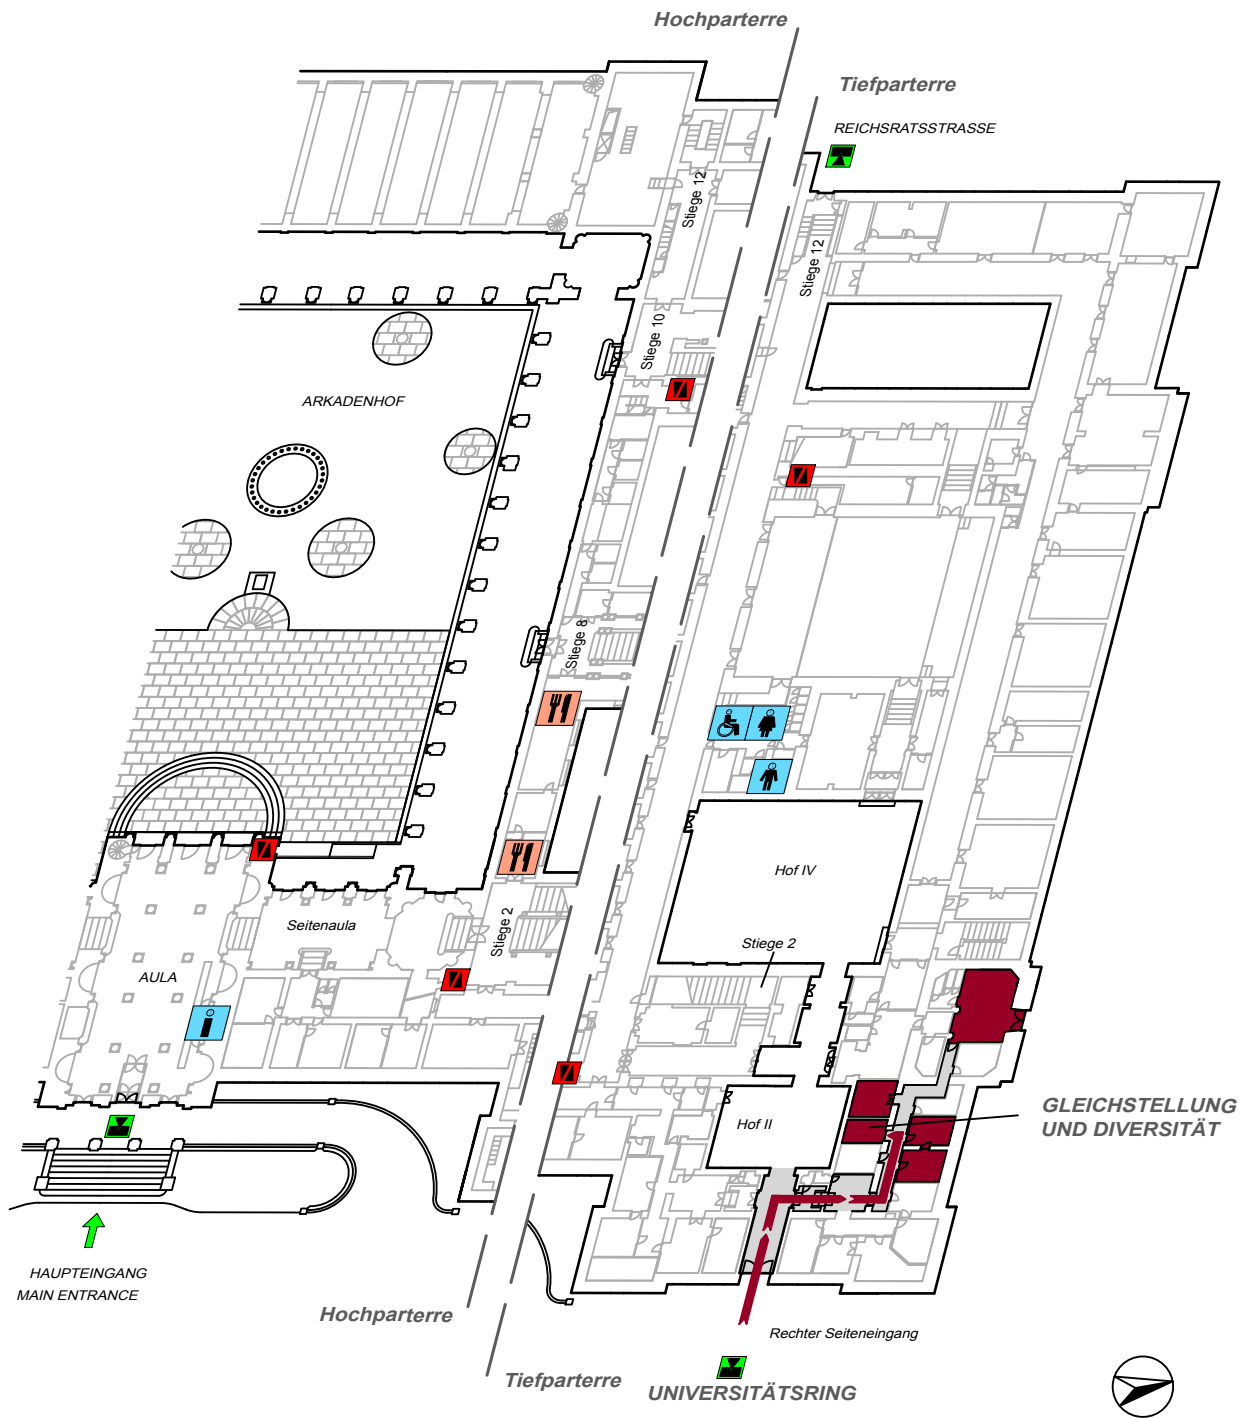 Hochparterre
Tiefparterre
REICHSRATSSTRASSE
Stiege 12
Stiege 12
Stiege 10
ARKADENHOF
Stiege 8
Hof IV
Stiege 2
Seitenaula
Stiege 2
AULA
Hof II
GLEICHSTELLUNG
UND DIVERSITÄT
HAUPTEINGANG
MAIN ENTRANCE
Hochparterre
Rechter Seiteneingang
Tiefparterre
UNIVERSITÄTSRING